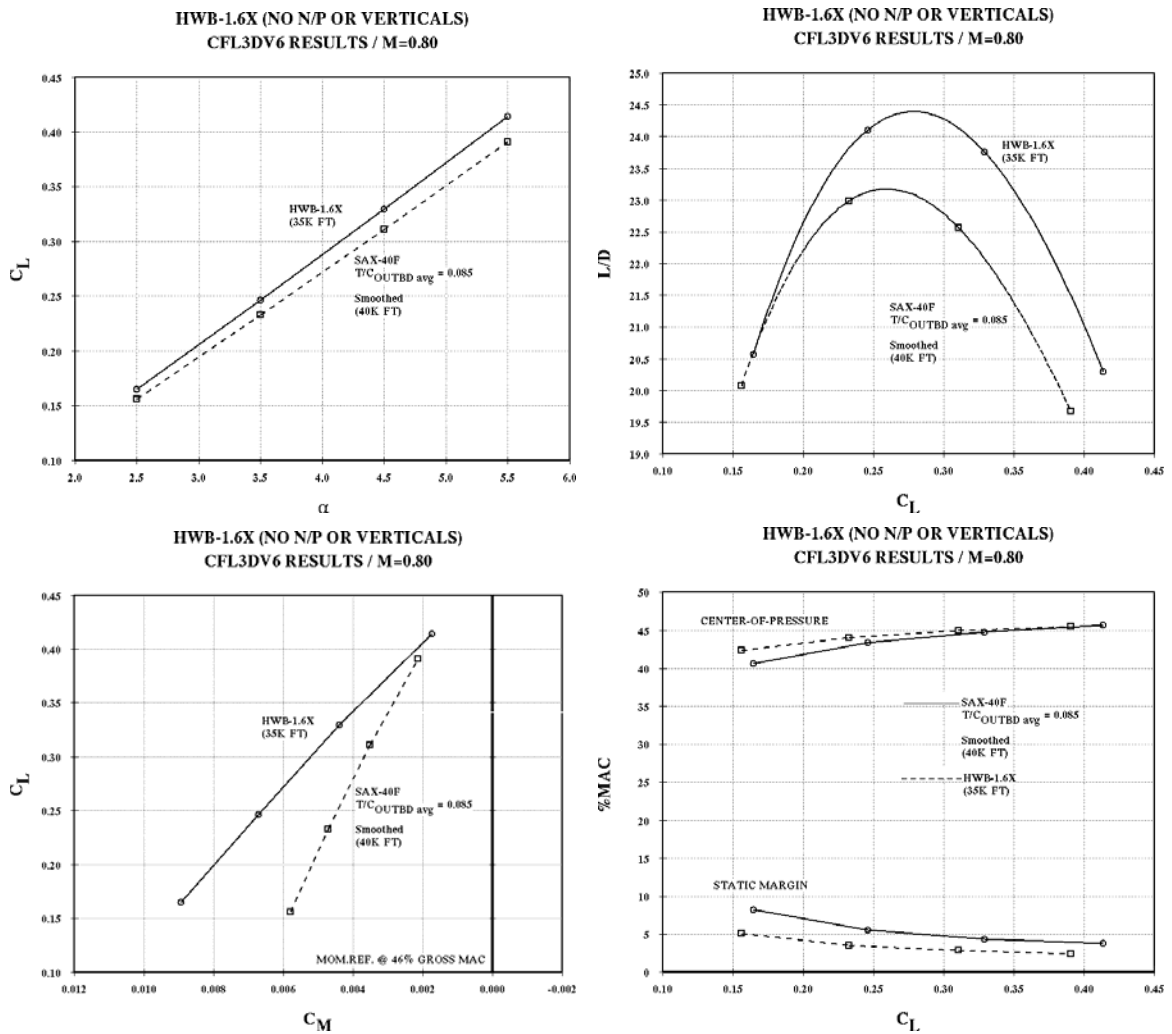 HWB-1.6X (NO N/P OR VERTICALS)
CFL3DV6 RESULTS / M=0.80
0.45
0.40
0.35
0.30
0.25
0.20
0.15
0.10
2.0 2.5 3.0 3.5 4.0 4.5 5.0 5.5 6.0
CL
α
HWB-1.6X
(35K FT)
SAX-40F
T/COUTBD avg = 0.085
Smoothed
(40K FT)
HWB-1.6X (NO N/P OR VERTICALS)
CFL3DV6 RESULTS / M=0.80
25.0
24.5
24.0
23.5
23.0
22.5
22.0
21.5
21.0
20.5
20.0
19.5
19.0
0.10 0.15 0.20 0.25 0.30 0.35 0.40 0.45
L/D
CL
HWB-1.6X
(35K FT)
SAX-40F
T/COUTBD avg = 0.085
Smoothed
(40K FT)
HWB-1.6X (NO N/P OR VERTICALS)
CFL3DV6 RESULTS / M=0.80
0.45
0.40
0.35
0.30
0.25
0.20
0.15
0.10
0.012 0.010 0.008 0.006 0.004 0.002 0.000 -0.002
CL
CM
HWB-1.6X
(35K FT)
SAX-40F
T/COUTBD avg = 0.085
Smoothed
(40K FT)
MOM.REF. @ 46% GROSS MAC
HWB-1.6X (NO N/P OR VERTICALS)
CFL3DV6 RESULTS / M=0.80
50
45
40
35
30
25
20
15
10
5
0
0.10 0.15 0.20 0.25 0.30 0.35 0.40 0.45
%MAC
CL
CENTER-OF-PRESSURE
SAX-40F
T/COUTBD avg = 0.085
Smoothed
(40K FT)
HWB-1.6X
(35K FT)
STATIC MARGIN